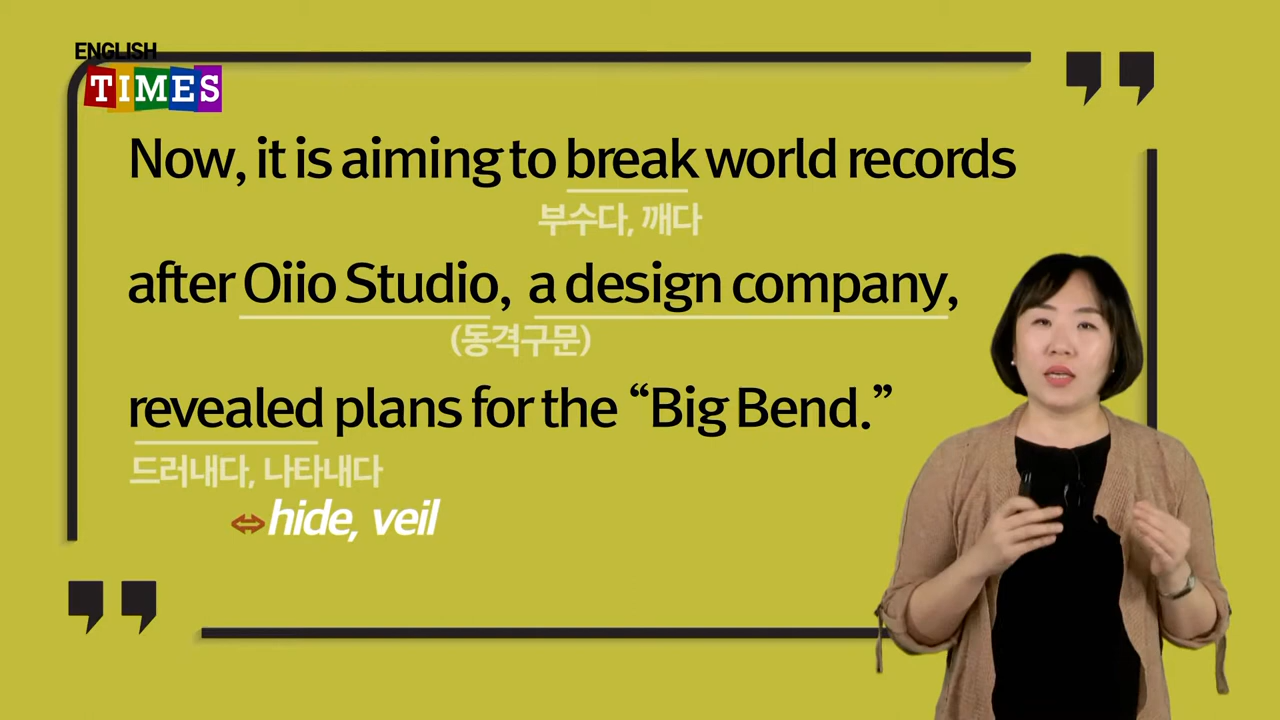 ENGLISH
TIMES
Now, it is aiming to break world records
부수다, 깨다
after Oiio Studio, a design company,
(동격구문)
revealed plans for the “Big Bend.”
드러내다, 나타내다
⇔hide, veil